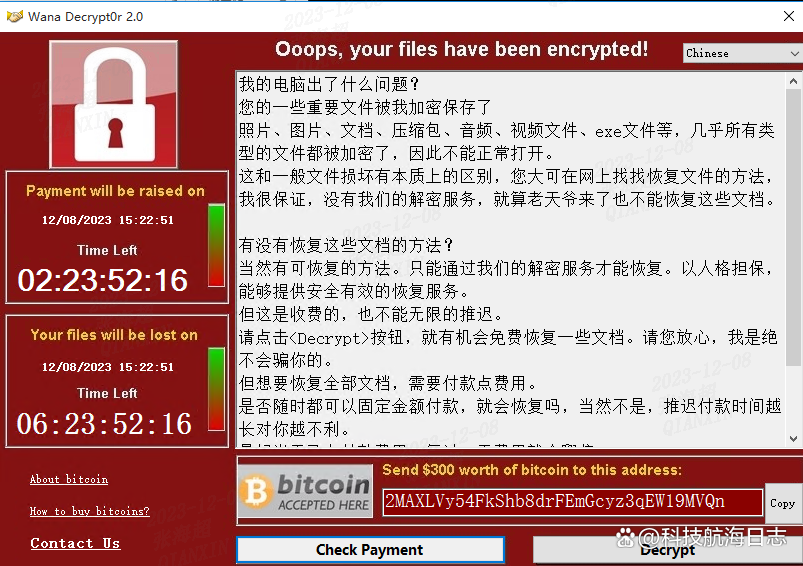 Wana Decrypt0r 2.0
Ooops, your files have been encrypted!
Chinese
Payment will be raised on
12/08/2023 15:22:51
Time Left
02:23:52:16
Your files will be lost on
12/08/2023 15:22:51
Time Left
06:23:52:16
About bitcoin
How to buy bitcoins?
Contact Us
我的电脑出了什么问题？
您的一些重要文件被我加密保存了
照片、图片、文档、压缩包、音频、视频文件、exe文件等，几乎所有类
型的文件都被加密了，因此不能正常打开。
这和一般文件损坏有本质上的区别，您大可在网上找找恢复文件的方法，
我很保证，没有我们的解密服务，就算老天爷来了也不能恢复这些文档。
有没有恢复这些文档的方法？
当然有可恢复的方法。只能通过我们的解密服务才能恢复。以人格担保，
能够提供安全有效的恢复服务。
但这是收费的，也不能无限的推迟。
请点击<Decrypt>按钮，就有机会免费恢复一些文档。请您放心，我是绝
不会骗你的。
但想要恢复全部文档，需要付款点费用。
是否随时都可以固定金额付款，就会恢复吗，当然不是，推迟付款时间越
长对你越不利。
bitcoin
ACCEPTED HERE
Send $300 worth of bitcoin to this address:
2MAXLVy54FkShb8drFEmGcyz3qEW19MVQn
Copy
Check Payment
Decrypt
@科技航海日志
2023-12-08